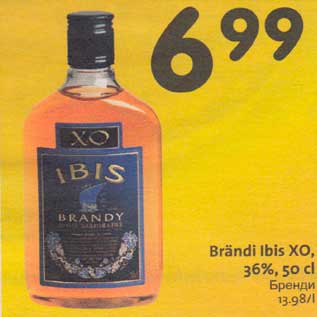 6 99
XO
IBIS
BRANDY
Brändi Ibis XO,
36%, 50 cl
Бренди
13.98/l